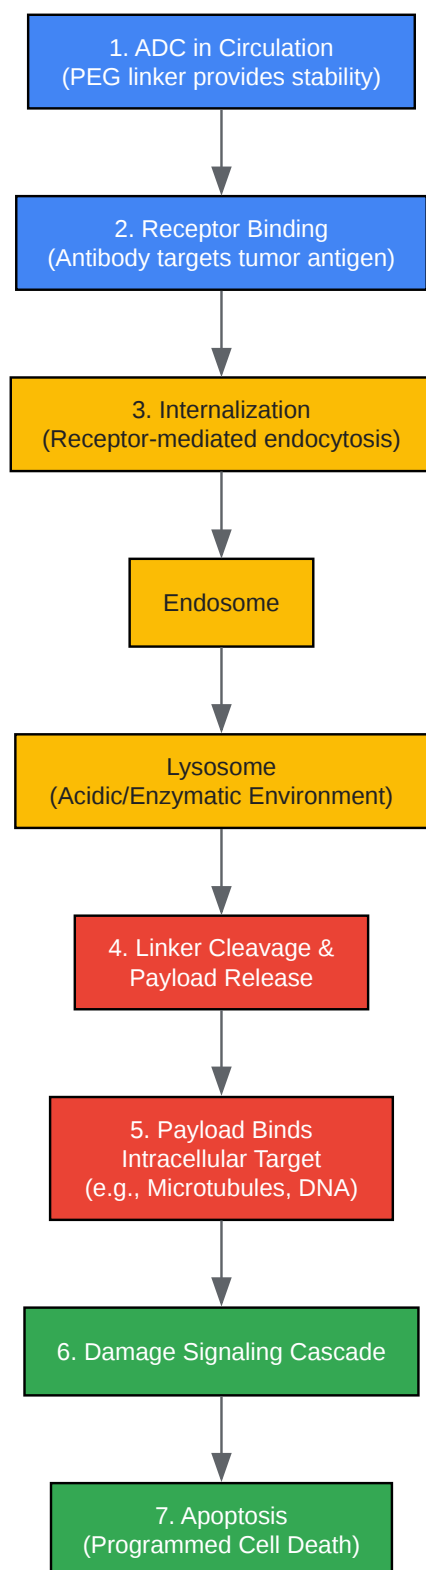 1. ADC in Circulation
(PEG linker provides stability)
2. Receptor Binding
(Antibody targets tumor antigen)
3. Internalization
(Receptor-mediated endocytosis)
Endosome
Lysosome
(Acidic/Enzymatic Environment)
4. Linker Cleavage &
Payload Release
5. Payload Binds
Intracellular Target
(e.g., Microtubules, DNA)
6. Damage Signaling Cascade
7. Apoptosis
(Programmed Cell Death)